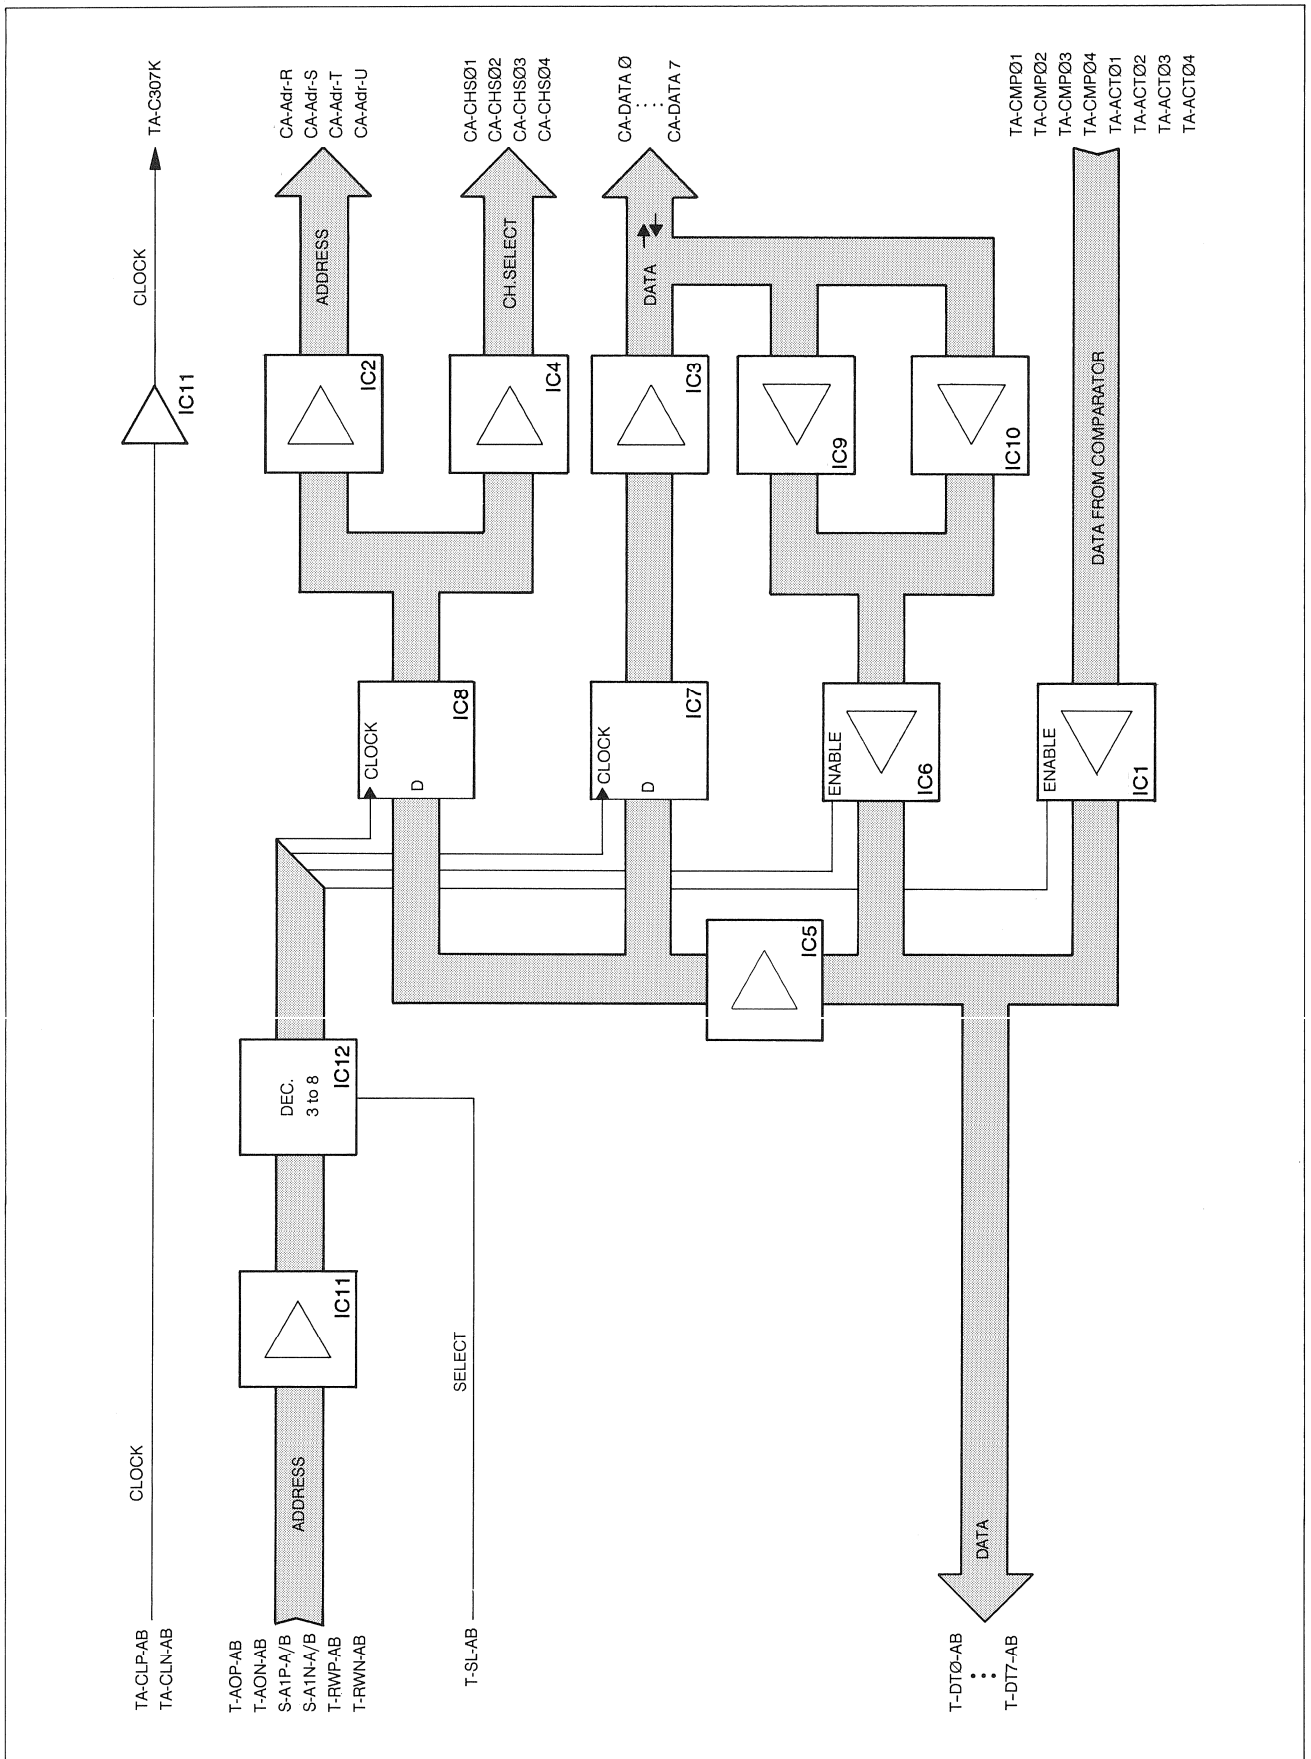 TA-CLP-AB
TA-CLN-AB
CLOCK
IC11
CLOCK
TA-C307K
T-AOP-AB
T-AON-AB
S-A1P-A/B
S-A1N-A/B
T-RWP-AB
T-RWN-AB
ADDRESS
IC11
DEC.
3 to 8
IC12
T-SL-AB
SELECT
CLOCK
D
IC8
CLOCK
D
IC7
ENABLE
IC6
ENABLE
IC1
IC5
IC2
IC4
IC3
IC9
IC10
ADDRESS
CA-Adr-R
CA-Adr-S
CA-Adr-T
CA-Adr-U
CH.SELECT
CA-CHSØ1
CA-CHSØ2
CA-CHSØ3
CA-CHSØ4
DATA
CA-DATA Ø
CA-DATA 7
DATA FROM COMPARATOR
TA-CMPØ1
TA-CMPØ2
TA-CMPØ3
TA-CMPØ4
TA-ACTØ1
TA-ACTØ2
TA-ACTØ3
TA-ACTØ4
T-DTØ-AB
T-DT7-AB
DATA